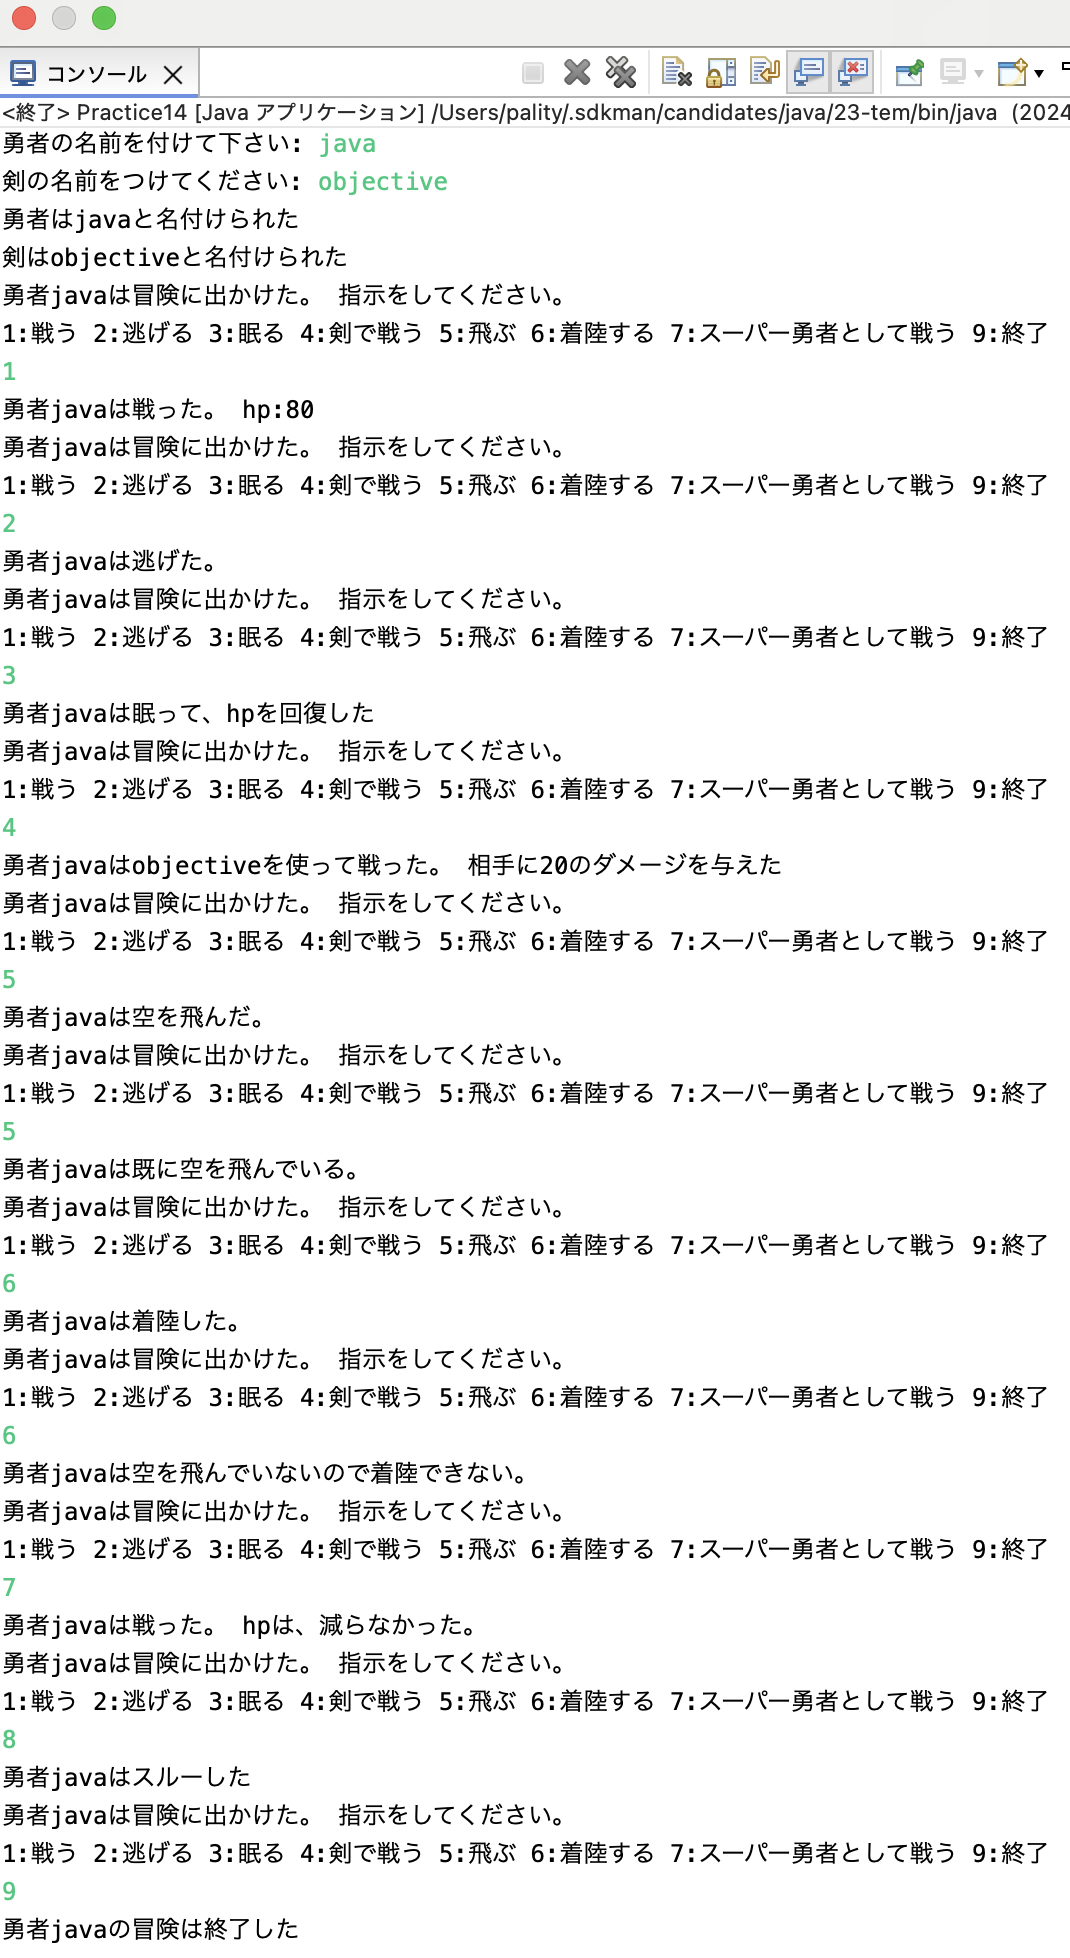 コンソール
<終了> Practice14 [Java アプリケーション] /Users/pality/.sdkman/candidates/java/23-tem/bin/java  (2024
勇者の名前を付けて下さい: java
剣の名前をつけてください: objective
勇者はjavaと名付けられた
剣はobjectiveと名付けられた
勇者javaは冒険に出かけた。 指示をしてください。
1:戦う 2:逃げる 3:眠る 4:剣で戦う 5:飛ぶ 6:着陸する 7:スーパー勇者として戦う 9:終了
1
勇者javaは戦った。 hp:80
勇者javaは冒険に出かけた。 指示をしてください。
1:戦う 2:逃げる 3:眠る 4:剣で戦う 5:飛ぶ 6:着陸する 7:スーパー勇者として戦う 9:終了
2
勇者javaは逃げた。
勇者javaは冒険に出かけた。 指示をしてください。
1:戦う 2:逃げる 3:眠る 4:剣で戦う 5:飛ぶ 6:着陸する 7:スーパー勇者として戦う 9:終了
3
勇者javaは眠って、hpを回復した
勇者javaは冒険に出かけた。 指示をしてください。
1:戦う 2:逃げる 3:眠る 4:剣で戦う 5:飛ぶ 6:着陸する 7:スーパー勇者として戦う 9:終了
4
勇者javaはobjectiveを使って戦った。 相手に20のダメージを与えた
勇者javaは冒険に出かけた。 指示をしてください。
1:戦う 2:逃げる 3:眠る 4:剣で戦う 5:飛ぶ 6:着陸する 7:スーパー勇者として戦う 9:終了
5
勇者javaは空を飛んだ。
勇者javaは冒険に出かけた。 指示をしてください。
1:戦う 2:逃げる 3:眠る 4:剣で戦う 5:飛ぶ 6:着陸する 7:スーパー勇者として戦う 9:終了
5
勇者javaは既に空を飛んでいる。
勇者javaは冒険に出かけた。 指示をしてください。
1:戦う 2:逃げる 3:眠る 4:剣で戦う 5:飛ぶ 6:着陸する 7:スーパー勇者として戦う 9:終了
6
勇者javaは着陸した。
勇者javaは冒険に出かけた。 指示をしてください。
1:戦う 2:逃げる 3:眠る 4:剣で戦う 5:飛ぶ 6:着陸する 7:スーパー勇者として戦う 9:終了
6
勇者javaは空を飛んでいないので着陸できない。
勇者javaは冒険に出かけた。 指示をしてください。
1:戦う 2:逃げる 3:眠る 4:剣で戦う 5:飛ぶ 6:着陸する 7:スーパー勇者として戦う 9:終了
7
勇者javaは戦った。 hpは、減らなかった。
勇者javaは冒険に出かけた。 指示をしてください。
1:戦う 2:逃げる 3:眠る 4:剣で戦う 5:飛ぶ 6:着陸する 7:スーパー勇者として戦う 9:終了
8
勇者javaはスルーした
勇者javaは冒険に出かけた。 指示をしてください。
1:戦う 2:逃げる 3:眠る 4:剣で戦う 5:飛ぶ 6:着陸する 7:スーパー勇者として戦う 9:終了
9
勇者javaの冒険は終了した